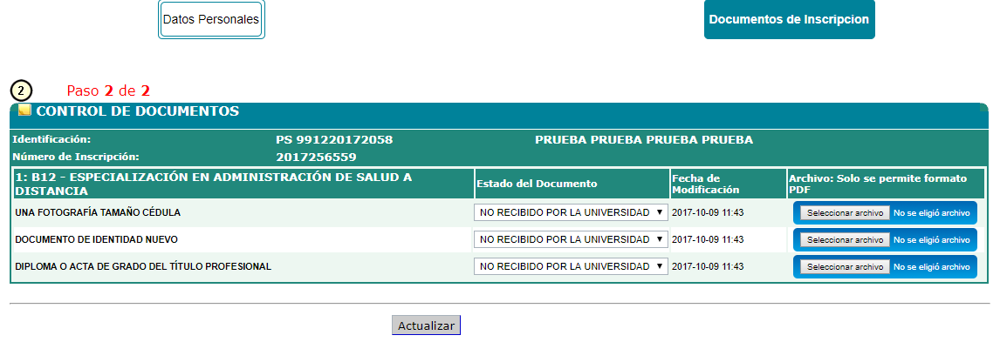 Datos Personales
Documentos de Inscripcion
2
Paso 2 de 2
CONTROL DE DOCUMENTOS
Identificación: PS 991220172058 PRUEBA PRUEBA PRUEBA PRUEBA
Número de Inscripción: 2017256559
1: B12 - ESPECIALIZACIÓN EN ADMINISTRACIÓN DE SALUD A
DISTANCIA
Estado del Documento
Fecha de
Modificación
Archivo: Solo se permite formato
PDF
UNA FOTOGRAFÍA TAMAÑO CÉDULA NO RECIBIDO POR LA UNIVERSIDAD 2017-10-09 11:43 Seleccionar archivo No se eligió archivo
DOCUMENTO DE IDENTIDAD NUEVO NO RECIBIDO POR LA UNIVERSIDAD 2017-10-09 11:43 Seleccionar archivo No se eligió archivo
DIPLOMA O ACTA DE GRADO DEL TÍTULO PROFESIONAL NO RECIBIDO POR LA UNIVERSIDAD 2017-10-09 11:43 Seleccionar archivo No se eligió archivo
Actualizar